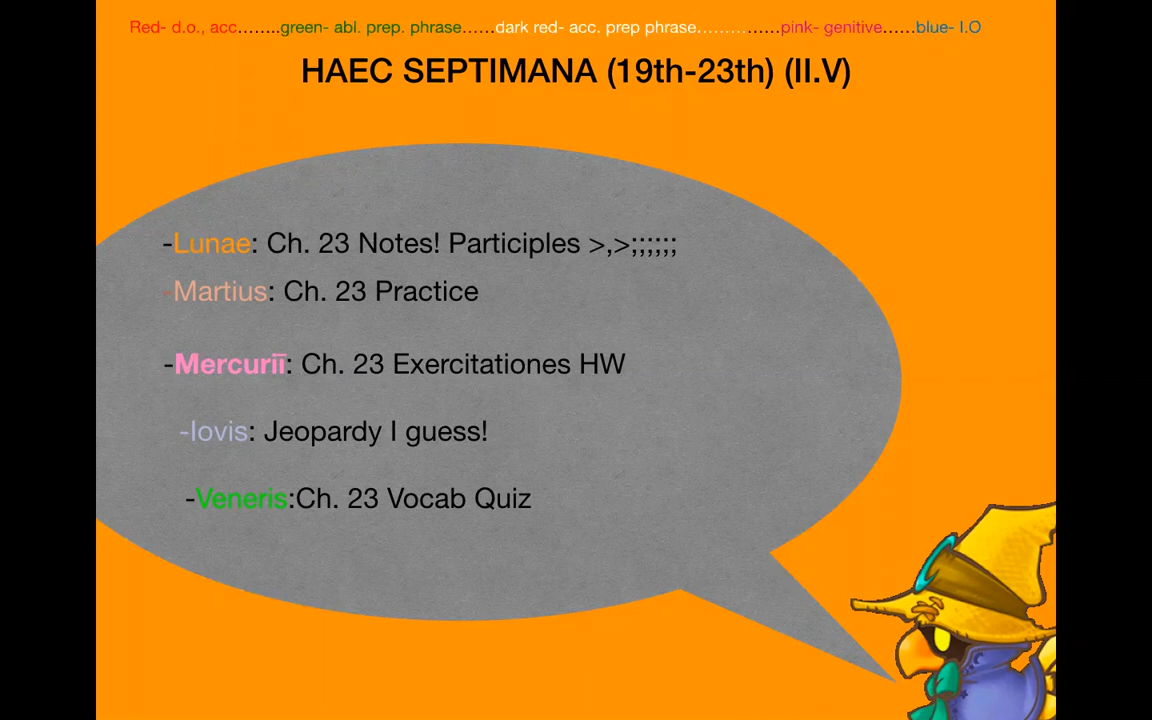 Red- d.o., acc……..green- abl. prep. phrase……dark red- acc. prep phrase……………pink- genitive……blue- I.O
HAEC SEPTIMANA (19th-23th) (II.V)
-Lunae: Ch. 23 Notes! Participles >,>;;;;;;
-Martius: Ch. 23 Practice
-Mercuriī: Ch. 23 Exercitationes HW
-Iovis: Jeopardy I guess!
-Veneris:Ch. 23 Vocab Quiz